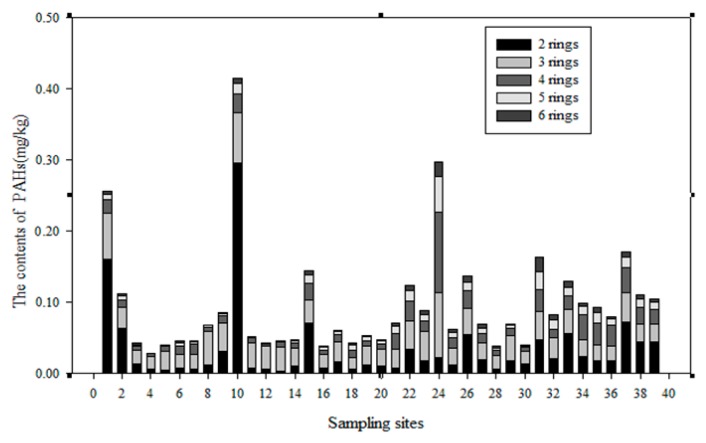 0.50
0.40
0.30
0.20
0.10
0.00
The contents of PAHs(mg/kg)
2 rings
3 rings
4 rings
5 rings
6 rings
0 2 4 6 8 10 12 14 16 18 20 22 24 26 28 30 32 34 36 38 40
Sampling sites